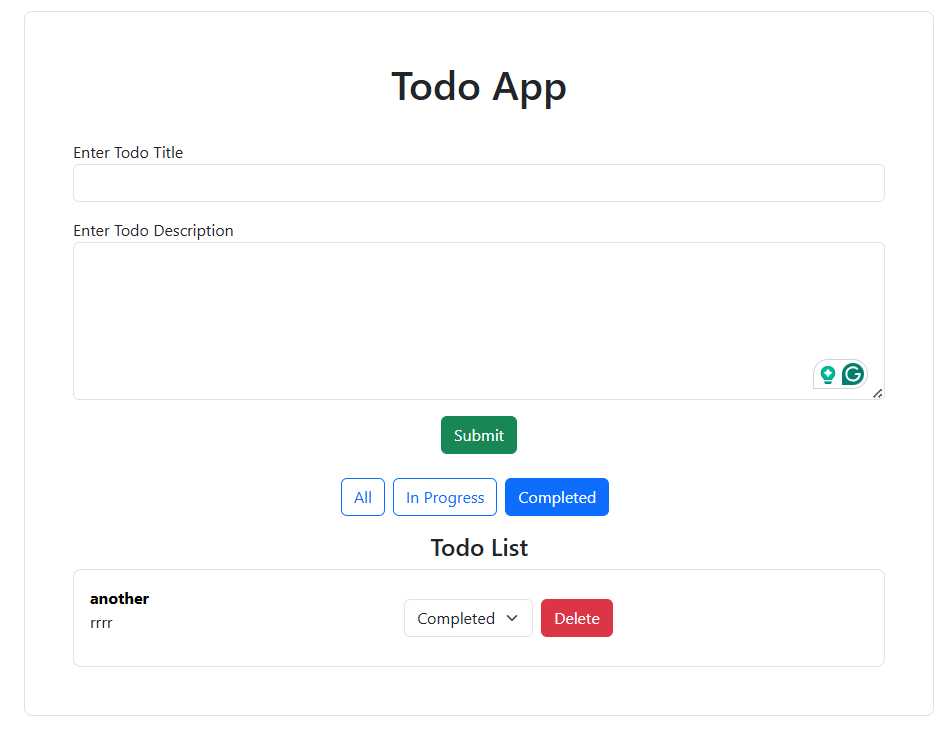 Todo App
Enter Todo Title
Enter Todo Description
Submit
All In Progress Completed
Todo List
another
rrrr
Completed Delete